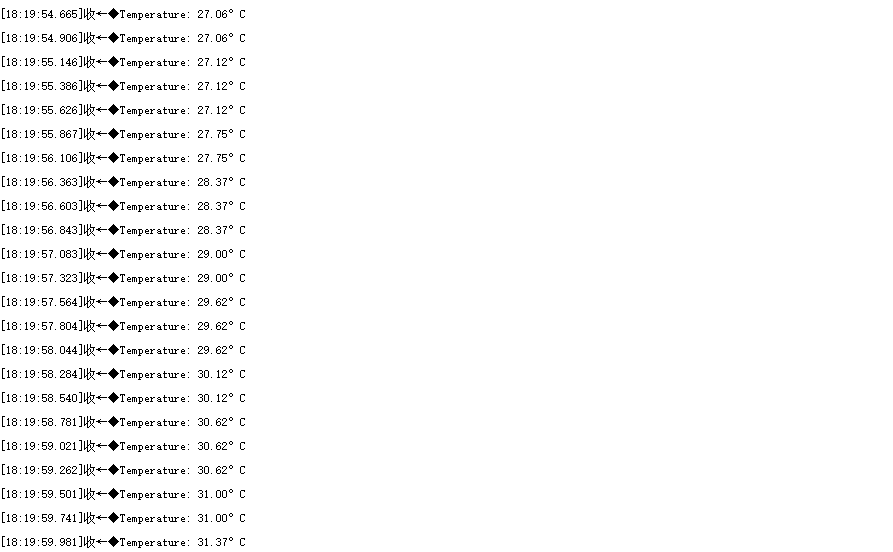 [18:19:54.665]收←◆Temperature: 27.06° C
[18:19:54.906]收←◆Temperature: 27.06° C
[18:19:55.146]收←◆Temperature: 27.12° C
[18:19:55.386]收←◆Temperature: 27.12° C
[18:19:55.626]收←◆Temperature: 27.12° C
[18:19:55.867]收←◆Temperature: 27.75° C
[18:19:56.106]收←◆Temperature: 27.75° C
[18:19:56.363]收←◆Temperature: 28.37° C
[18:19:56.603]收←◆Temperature: 28.37° C
[18:19:56.843]收←◆Temperature: 28.37° C
[18:19:57.083]收←◆Temperature: 29.00° C
[18:19:57.323]收←◆Temperature: 29.00° C
[18:19:57.564]收←◆Temperature: 29.62° C
[18:19:57.804]收←◆Temperature: 29.62° C
[18:19:58.044]收←◆Temperature: 29.62° C
[18:19:58.284]收←◆Temperature: 30.12° C
[18:19:58.540]收←◆Temperature: 30.12° C
[18:19:58.781]收←◆Temperature: 30.62° C
[18:19:59.021]收←◆Temperature: 30.62° C
[18:19:59.262]收←◆Temperature: 30.62° C
[18:19:59.501]收←◆Temperature: 31.00° C
[18:19:59.741]收←◆Temperature: 31.00° C
[18:19:59.981]收←◆Temperature: 31.37° C